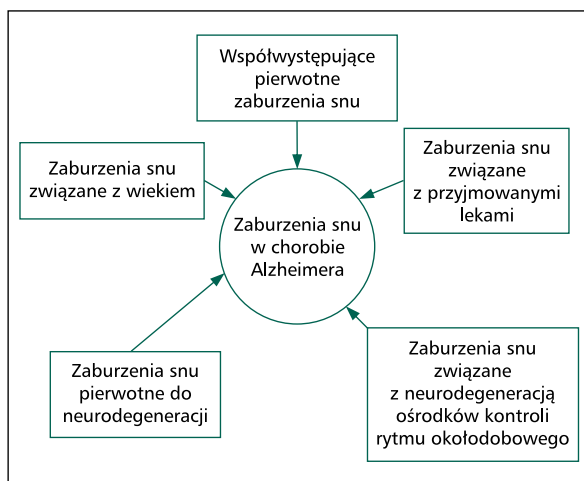 Współwystępujące
pierwotne
zaburzenia snu
Zaburzenia snu
związane z wiekiem
Zaburzenia snu
związane
z przyjmowanymi
lekami
Zaburzenia snu
w chorobie
Alzheimera
Zaburzenia snu
pierwotne do
neurodegeneracji
Zaburzenia snu
związane
z neurodegeneracją
ośrodków kontroli
rytmu okołodobowego